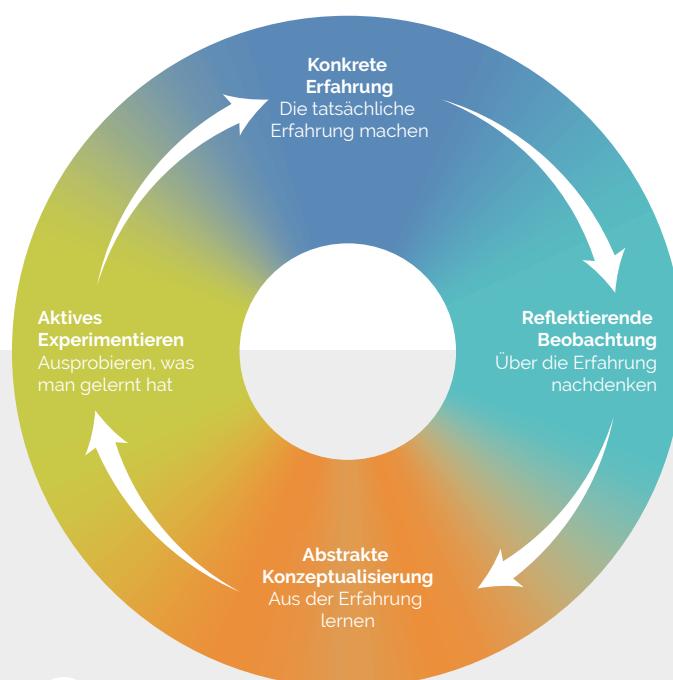 Konkrete
Erfahrung
Die tatsächliche
Erfahrung machen
Reflektierende
Beobachtung
Über die Erfahrung
nachdenken
Abstrakte
Konzeptualisierung
Aus der Erfahrung
lernen
Aktives
Experimentieren
Ausprobieren, was
man gelernt hat